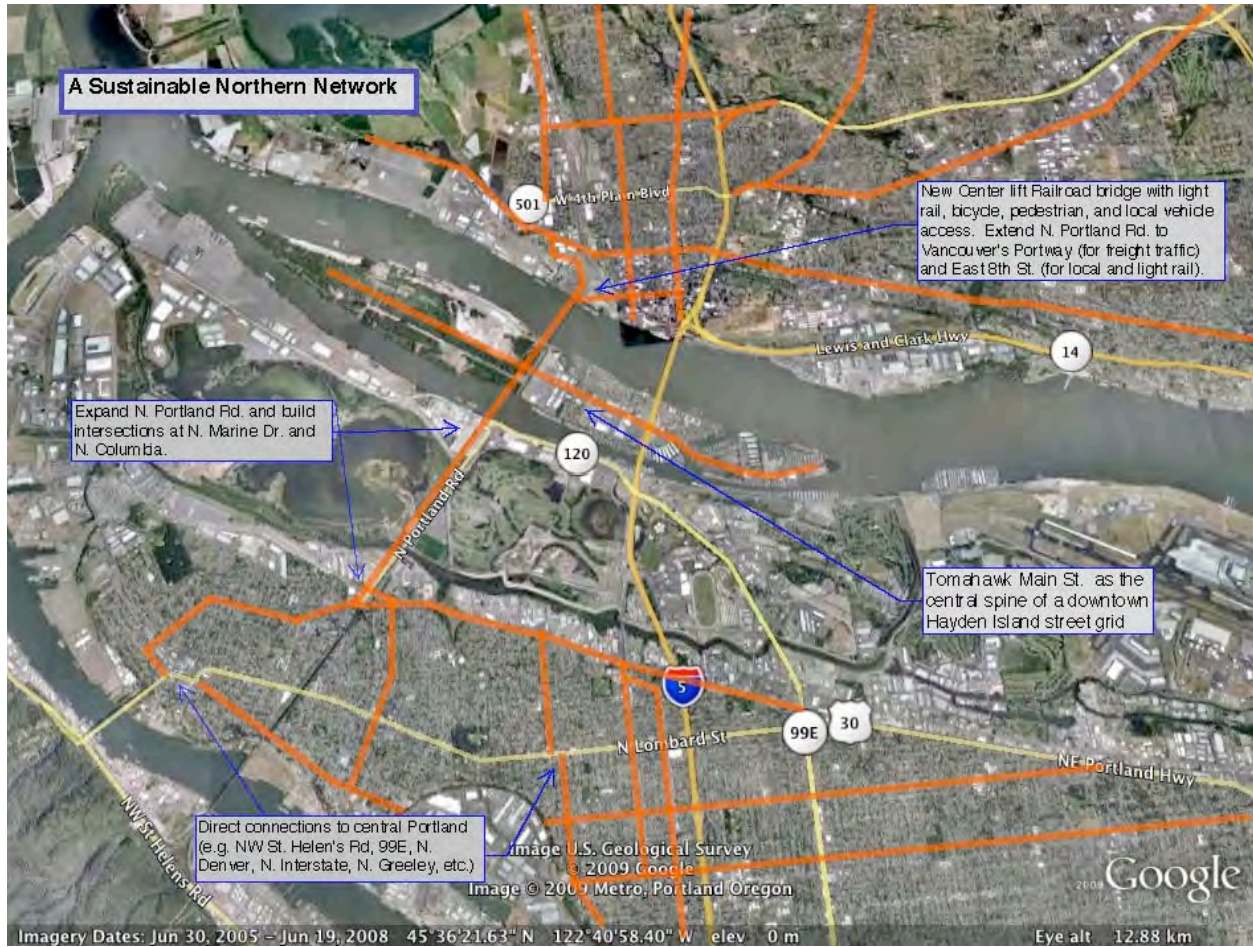 A Sustainable Northern Network
501
W 4th Plain Blvd
New Center lift Railroad bridge with light
rail, bicycle, pedestrian, and local vehicle
access. Extend N. Portland Rd. to
Vancouver's Portway (for freight traffic)
and East 8th St. (for local and light rail).
Lewis and Clark Hwy
14
Expand N. Portland Rd. and build
intersections at N. Marine Dr. and
N. Columbia.
120
N Portland Rd
Tomahawk Main St. as the
central spine of a downtown
Hayden Island street grid
5
99E
30
N Lombard St
NE Portland Hwy
NW St Helens Rd
Direct connections to central Portland
(e.g. NW St. Helen's Rd, 99E, N.
Denver, N. Interstate, N. Greeley, etc.)
Image U.S. Geological Survey
© 2009 Google
Image © 2009 Metro, Portland Oregon
2009 Google
Imagery Dates: Jun 30, 2005 – Jun 19, 2008 45°36'21.63" N 122°40'58.40" W elev 0 m Eye alt 12.88 km